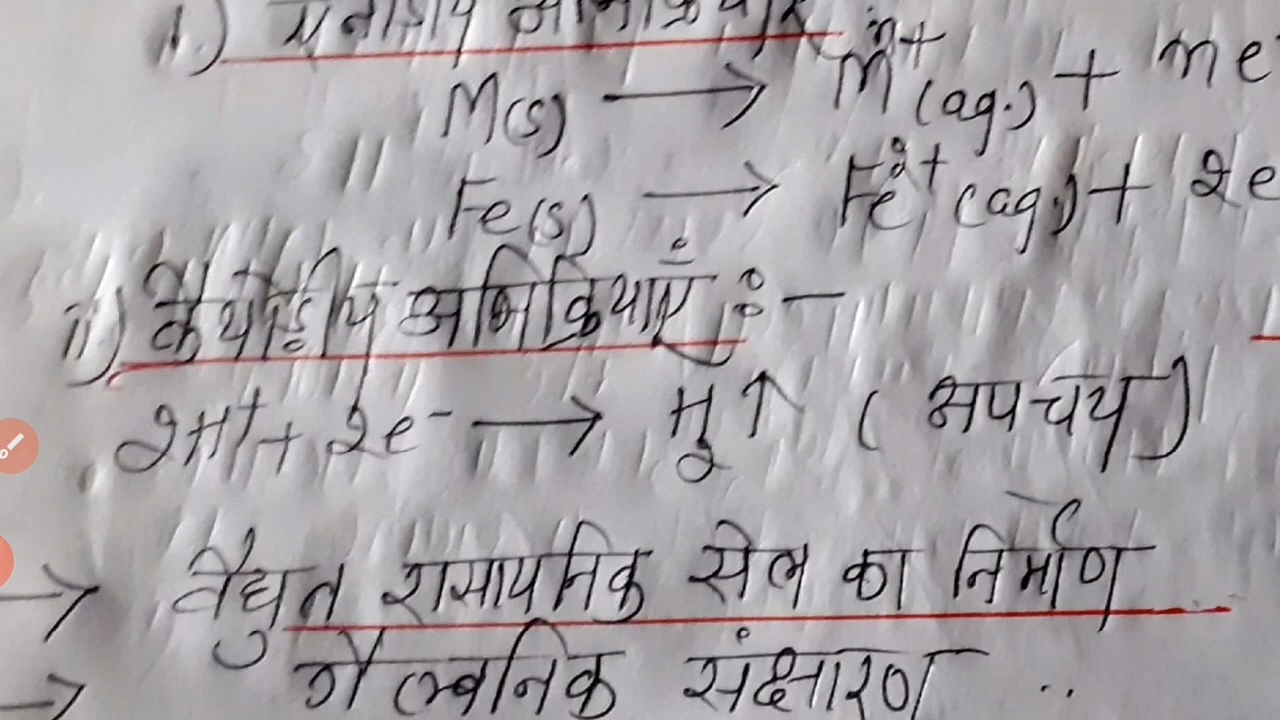 i.)
M(s) → Mⁿ⁺(aq.) + ne⁻
" Fe(s) → Fe²⁺(aq.) + 2e
ii) कैथोडिय अभिक्रियाएँ :-
2H⁺ + 2e⁻ → H₂↑ (अपचय)
→ वैद्युत रासायनिक सेल का निर्माण
→ गैल्वनिक संक्षारण ..